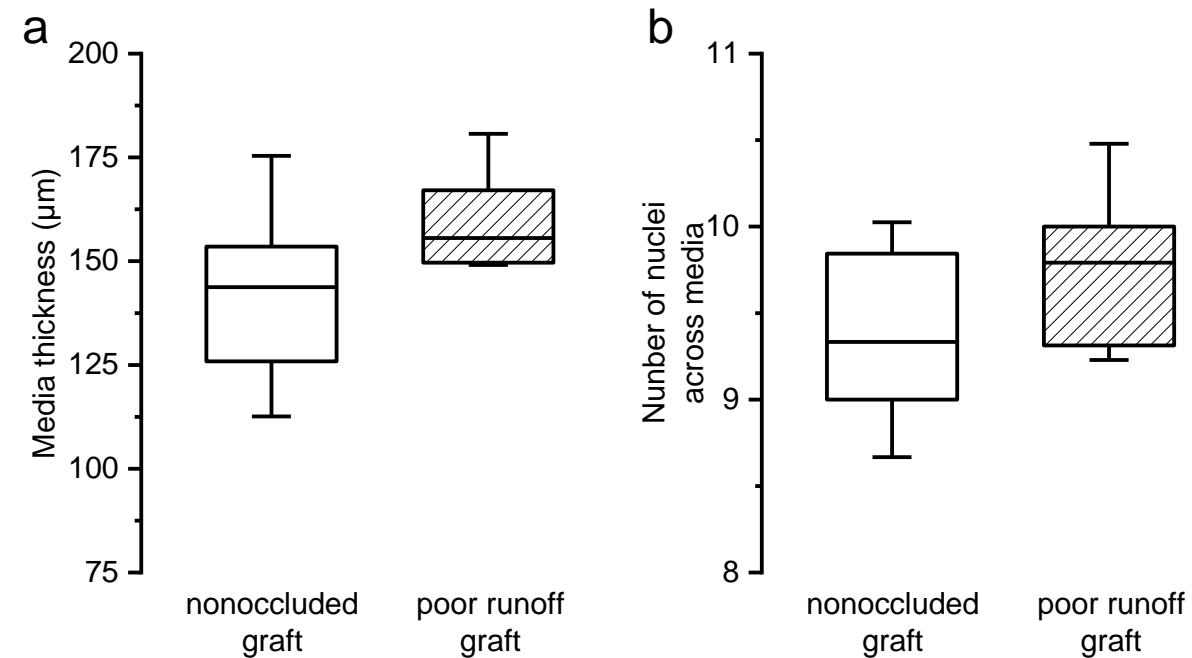 a
200
175
150
125
100
75
Media thickness (µm)
nonoccluded
graft
poor runoff
graft
b
11
10
9
8
Nunber of nuclei
across media
nonoccluded
graft
poor runoff
graft